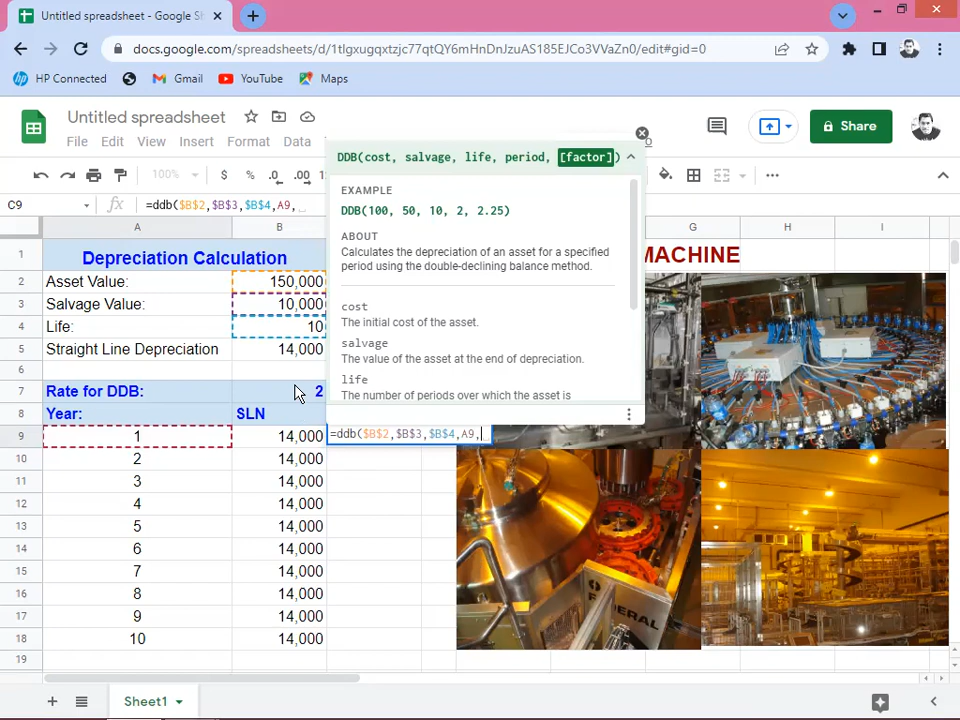 Untitled spreadsheet - Google Sh
docs.google.com/spreadsheets/d/1tlgxugqxtzjc77qtQY6mHnDnJzuAS185EJCo3VVaZn0/edit#gid=0
HP Connected
Gmail
YouTube
Maps
Untitled spreadsheet
File Edit View Insert Format Data
Share
100% $ % .0 .00
C9
=ddb($B$2,$B$3,$B$4,A9,
DDB(cost, salvage, life, period, [factor])
EXAMPLE
DDB(100, 50, 10, 2, 2.25)
ABOUT
Calculates the depreciation of an asset for a specified
period using the double-declining balance method.
cost
The initial cost of the asset.
salvage
The value of the asset at the end of depreciation.
life
The number of periods over which the asset is
A B G H I
1 Depreciation Calculation MACHINE
2 Asset Value: 150,000
3 Salvage Value: 10,000
4 Life: 10
5 Straight Line Depreciation 14,000
6
7 Rate for DDB: 2
8 Year: SLN
9 1 14,000 =ddb($B$2,$B$3,$B$4,A9,
10 2 14,000
11 3 14,000
12 4 14,000
13 5 14,000
14 6 14,000
15 7 14,000
16 8 14,000
17 9 14,000
18 10 14,000
19
FEDERAL
Sheet1